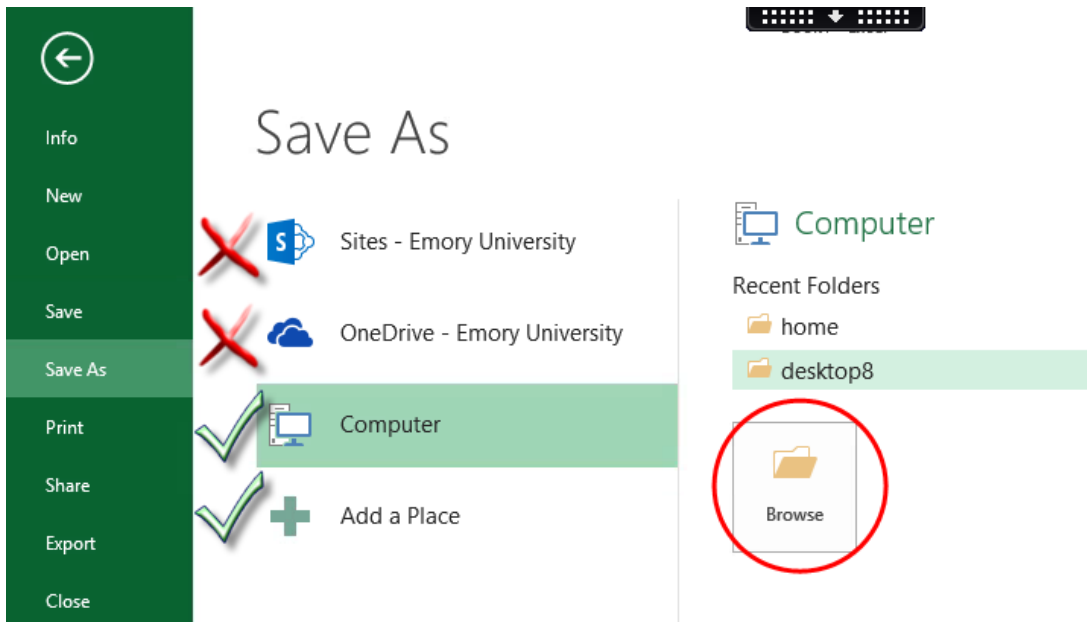 Info
New
Open
Save
Save As
Print
Share
Export
Close
Save As
S
Sites - Emory University
OneDrive - Emory University
Computer
Add a Place
Computer
Recent Folders
home
desktop8
Browse